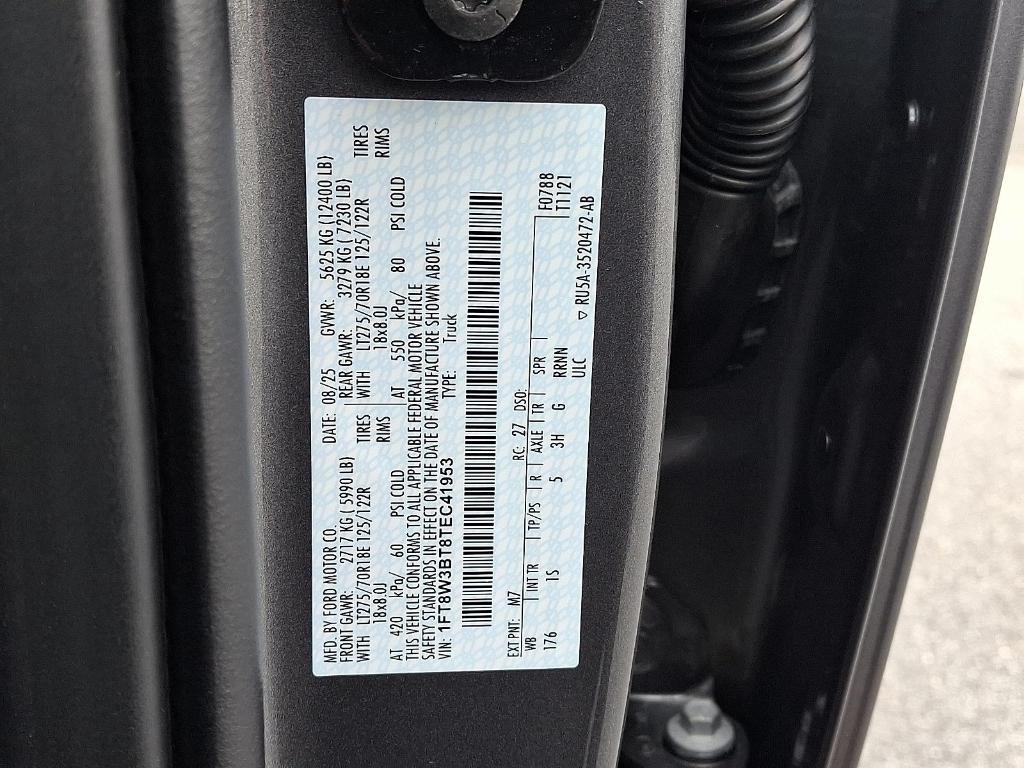 MFD. BY FORD MOTOR CO. DATE: 08/25 GVWR: 5625 KG (12400 LB)
FRONT GAWR: 2717 KG ( 5990 LB) REAR GAWR: 3279 KG ( 7230 LB)
WITH LT275/70R18E 125/122R TIRES WITH LT275/70R18E 125/122R TIRES
18x8.0J RIMS 18x8.0J RIMS
AT 420 kPa/ 60 PSI COLD AT 550 kPa/ 80 PSI COLD
THIS VEHICLE CONFORMS TO ALL APPLICABLE FEDERAL MOTOR VEHICLE
SAFETY STANDARDS IN EFFECT ON THE DATE OF MANUFACTURE SHOWN ABOVE.
VIN: 1FT8W3BT8TEC41953 TYPE: Truck
EXT PNT: M7 RC: 27 DSO: F0788
WB INT TR TP/PS R AXLE TR SPR T1121
176 1S 5 3H G RRNN
ULC ▽ RU5A-3520472-AB